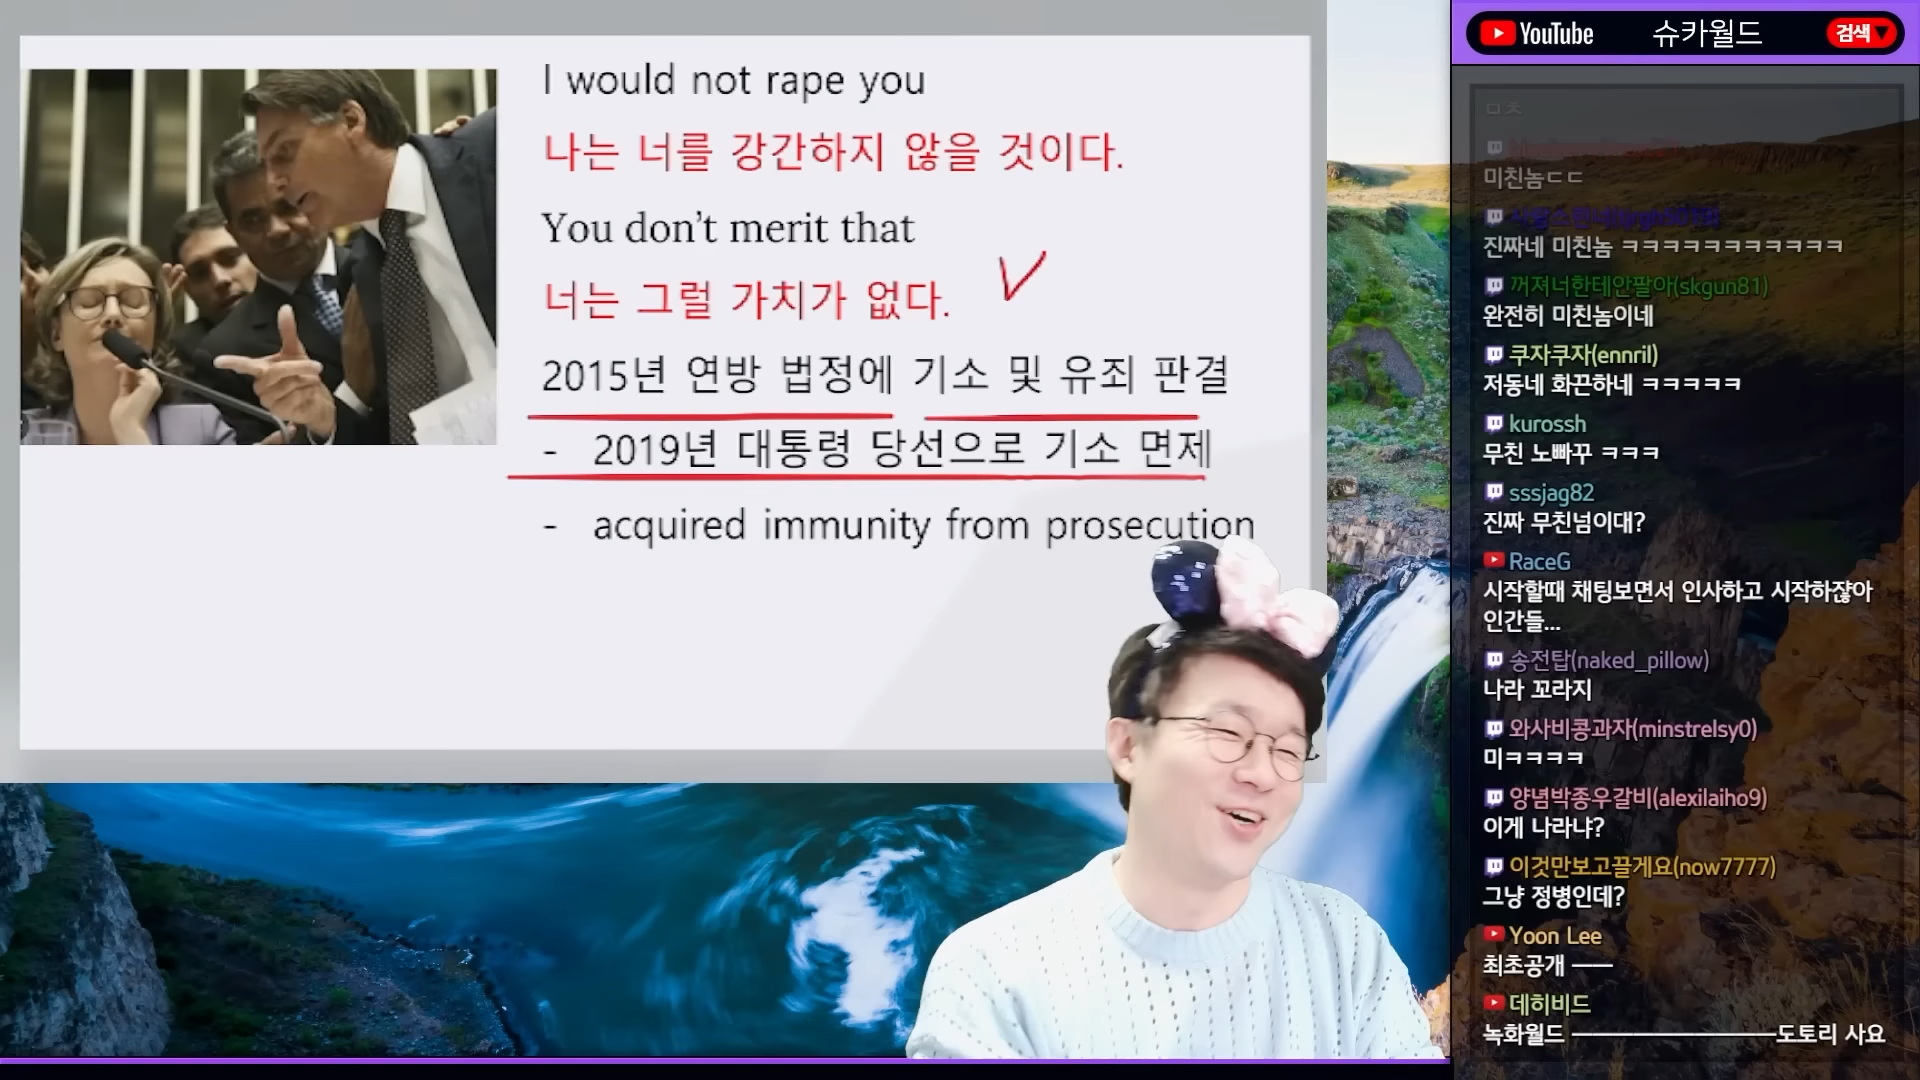 I would not rape you
나는 너를 강간하지 않을 것이다.
You don't merit that
너는 그럴 가치가 없다.
2015년 연방 법정에 기소 및 유죄 판결
- 2019년 대통령 당선으로 기소 면제
- acquired immunity from prosecution
YouTube 슈카월드 검색
ㅁㅊ
미친놈ㄷㄷ
진짜네 미친놈 ㅋㅋㅋㅋㅋㅋㅋㅋㅋㅋㅋ
꺼져너한테안팔아(skgun81)
완전히 미친놈이네
쿠자쿠자(ennril)
저동네 화끈하네 ㅋㅋㅋㅋㅋ
kurossh
무친 노빠꾸 ㅋㅋㅋ
sssjag82
진짜 무친넘이대?
RaceG
시작할때 채팅보면서 인사하고 시작하잖아
인간들...
송전탑(naked_pillow)
나라 꼬라지
와사비콩과자(minstrelsy0)
미ㅋㅋㅋㅋ
양념박종우갈비(alexilaiho9)
이게 나라냐?
이것만보고끌게요(now7777)
그냥 정병인데?
Yoon Lee
최초공개 ──
데히비드
녹화월드 ──────────도토리 사요